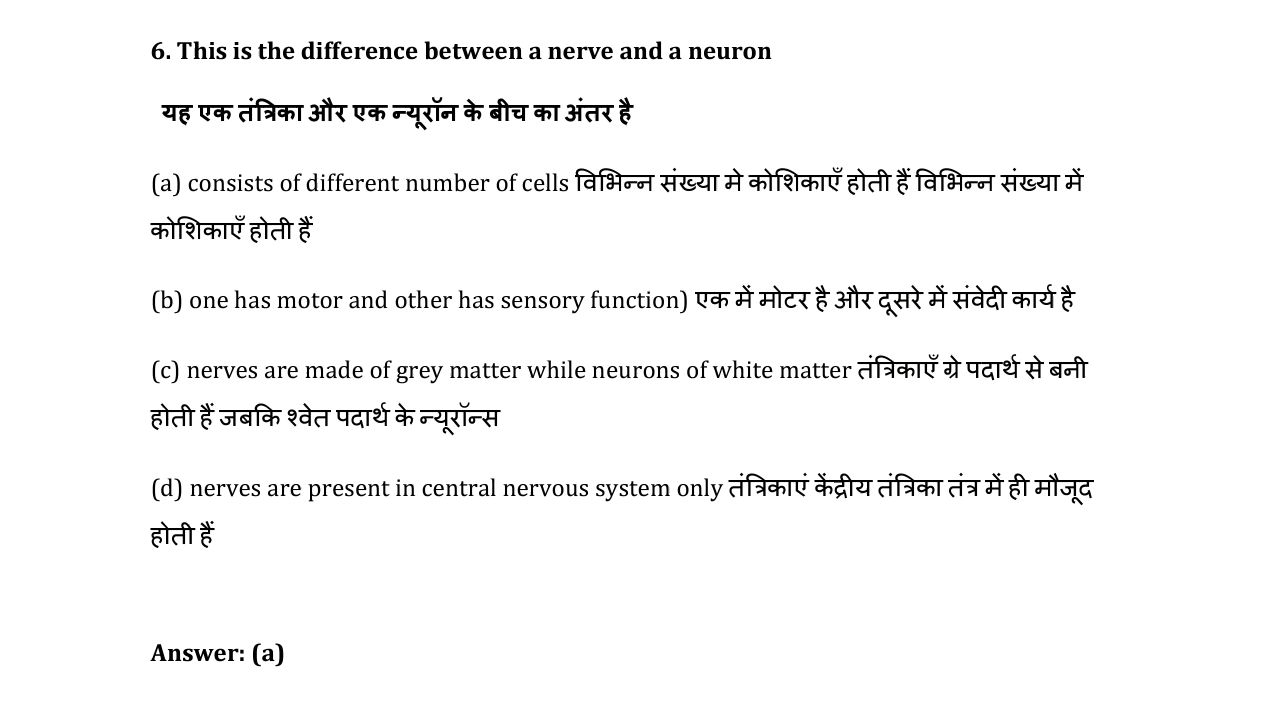 6. This is the difference between a nerve and a neuron
यह एक तंत्रिका और एक न्यूरॉन के बीच का अंतर है
(a) consists of different number of cells विभिन्न संख्या मे कोशिकाएँ होती हैं विभिन्न संख्या में
कोशिकाएँ होती हैं
(b) one has motor and other has sensory function) एक में मोटर है और दूसरे में संवेदी कार्य है
(c) nerves are made of grey matter while neurons of white matter तंत्रिकाएँ ग्रे पदार्थ से बनी
होती हैं जबकि श्वेत पदार्थ के न्यूरॉन्स
(d) nerves are present in central nervous system only तंत्रिकाएं केंद्रीय तंत्रिका तंत्र में ही मौजूद
होती हैं
Answer: (a)